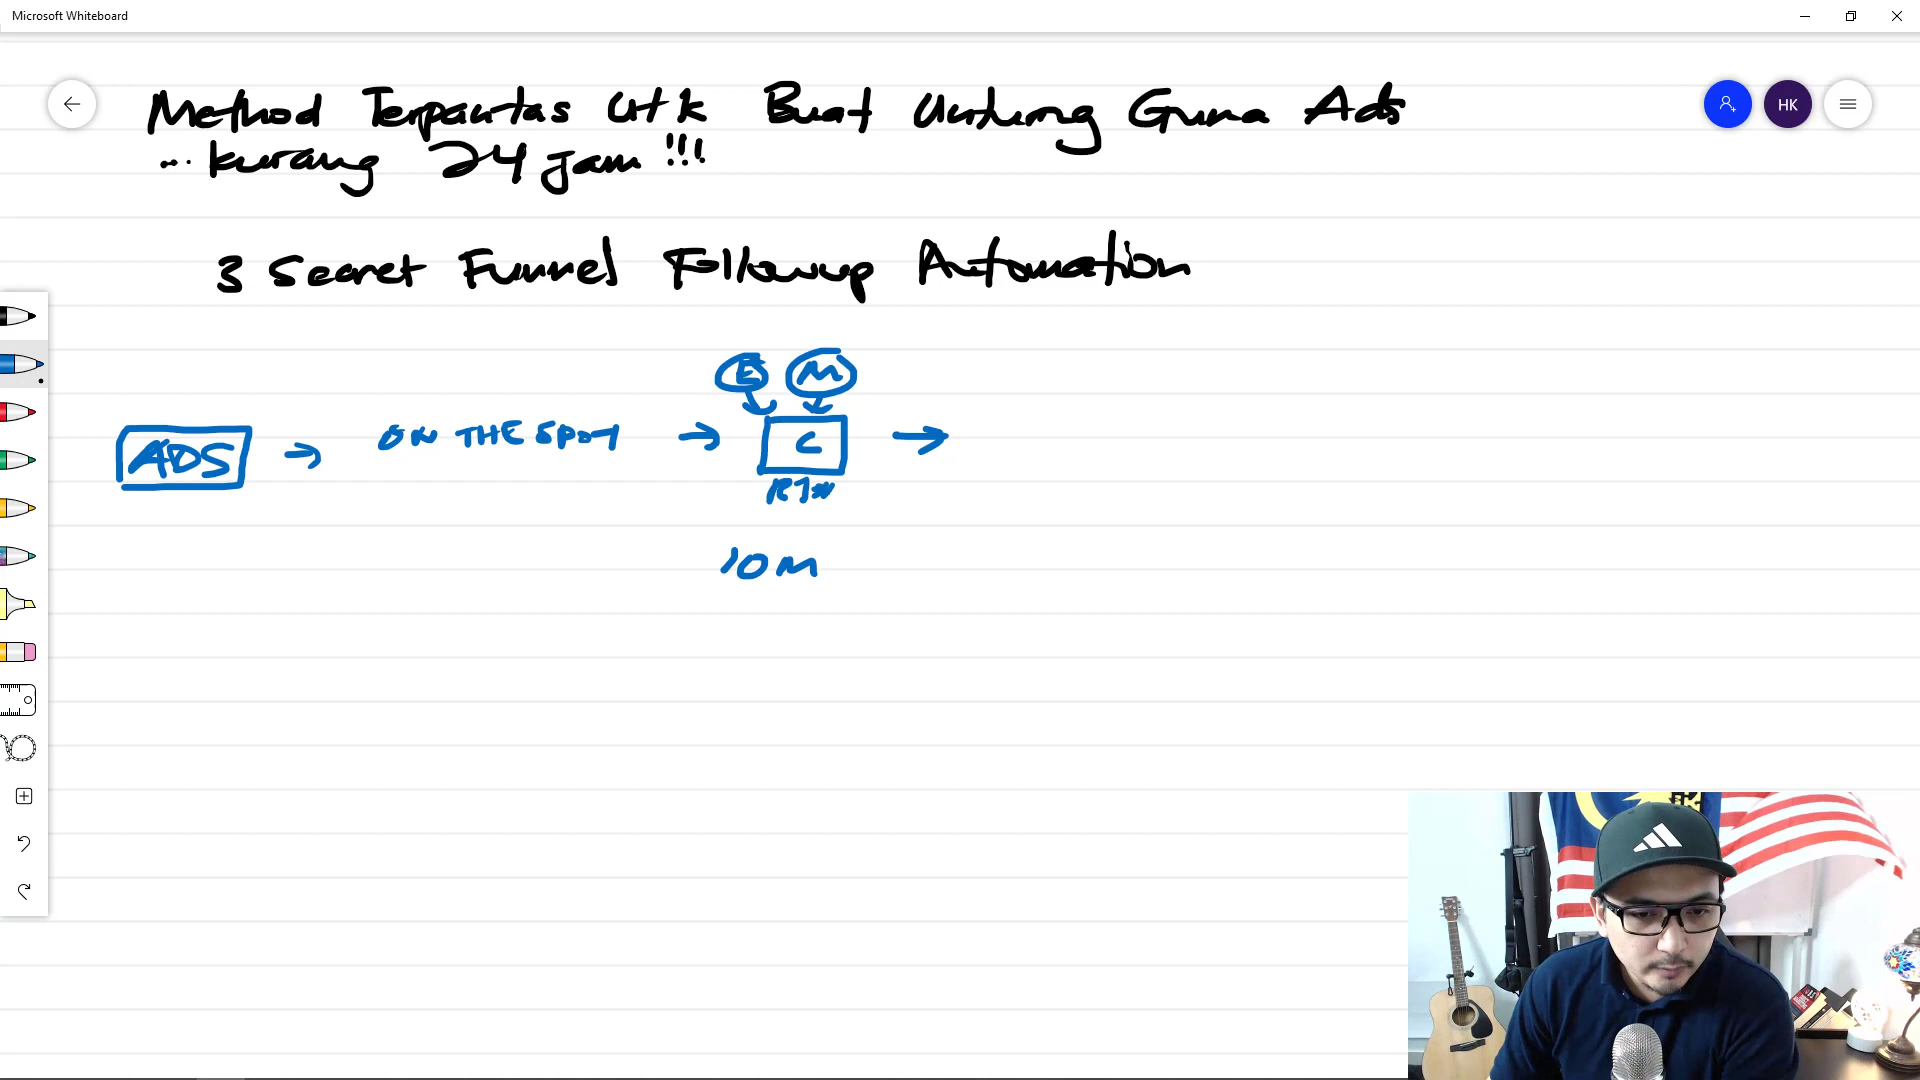 Microsoft Whiteboard
Method Terpantas Utk Buat Untung Guna Ads
... kurang 24 jam !!!
HK
3 Secret Funnel Followup Automation
E M
ADS → ON THE SPOT → C →
10 M